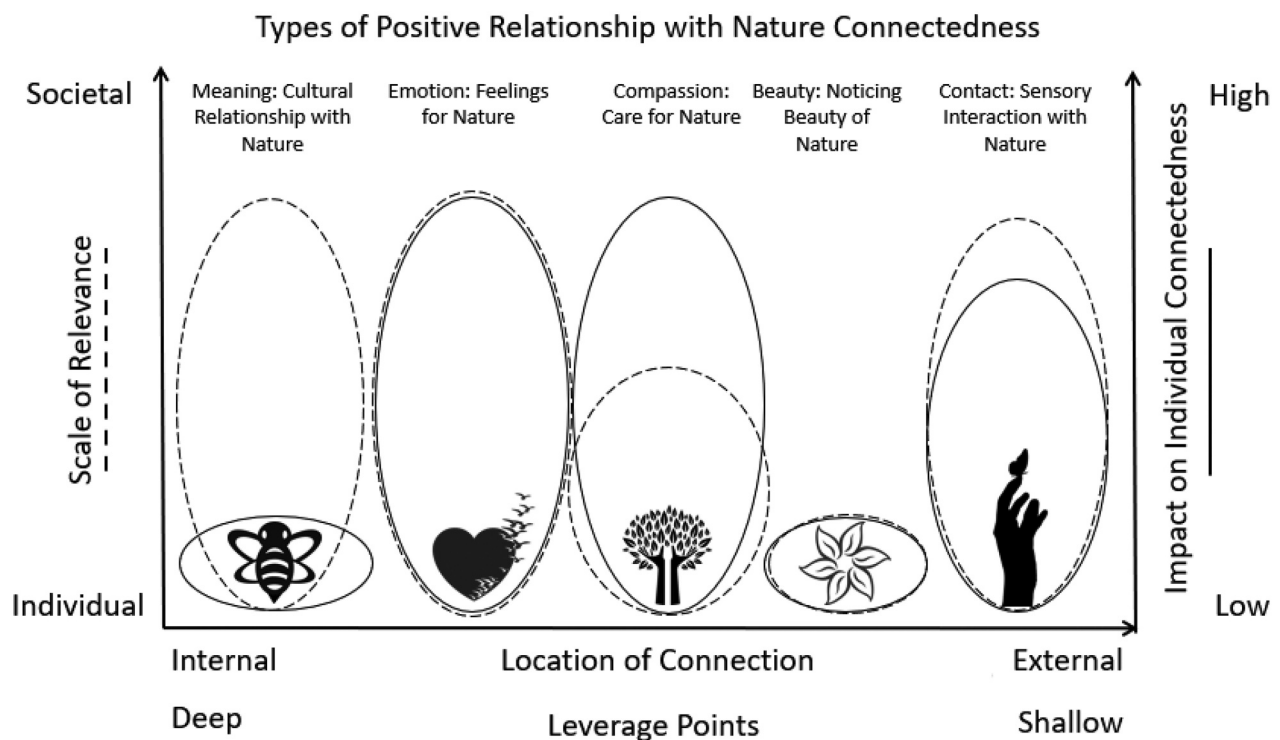 Types of Positive Relationship with Nature Connectedness
Societal
Meaning: Cultural
Relationship with
Nature
Emotion: Feelings
for Nature
Compassion:
Care for Nature
Beauty: Noticing
Beauty of
Nature
Contact: Sensory
Interaction with
Nature
High
Scale of Relevance
Impact on Individual Connectedness
Individual
Low
Internal
Location of Connection
External
Deep
Leverage Points
Shallow